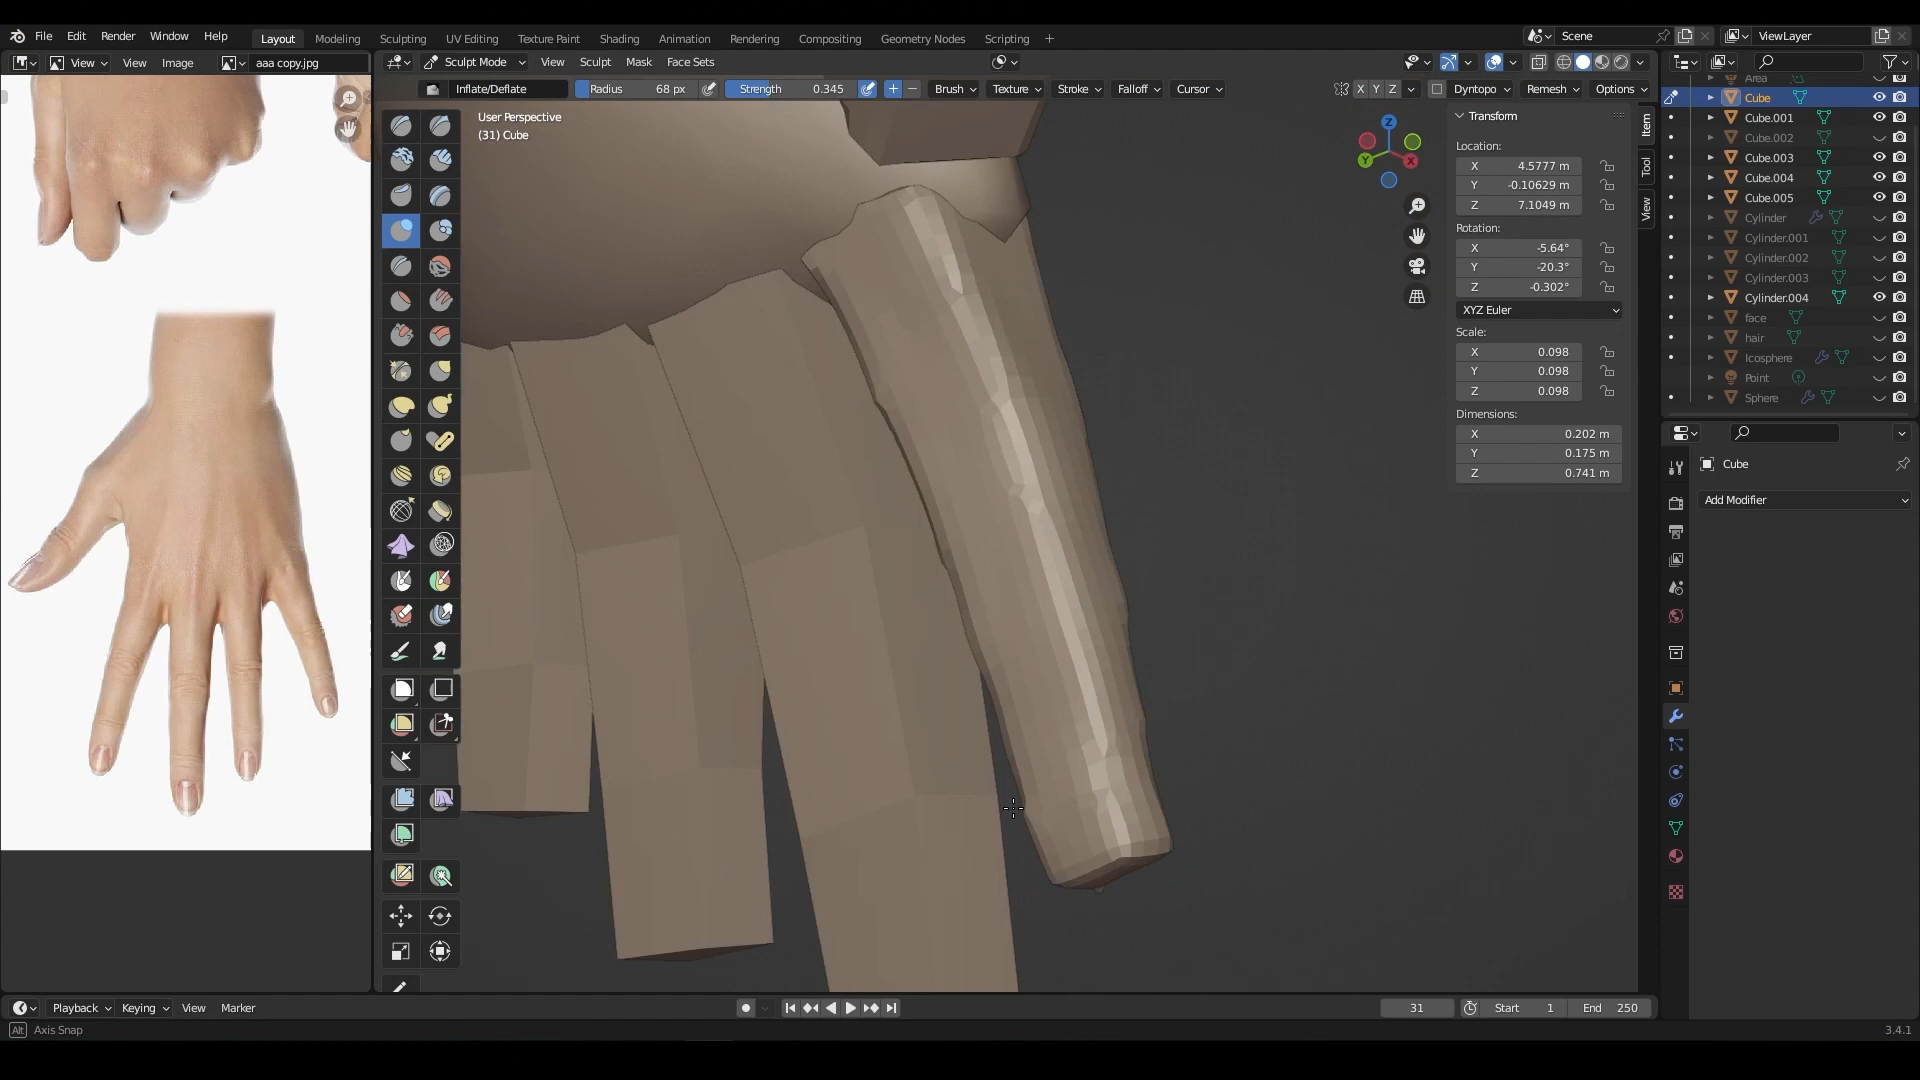 File Edit Render Window Help Layout Modeling Sculpting UV Editing Texture Paint Shading Animation Rendering Compositing Geometry Nodes Scripting + Scene ViewLayer
View View Image aaa copy.jpg Sculpt Mode View Sculpt Mask Face Sets
Inflate/Deflate Radius 68 px Strength 0.345 Brush Texture Stroke Falloff Cursor X Y Z Dyntopo Remesh Options
User Perspective
(31) Cube
Z
Y
X
Transform
Location:
X 4.5777 m
Y -0.10629 m
Z 7.1049 m
Rotation:
X -5.64°
Y -20.3°
Z -0.302°
XYZ Euler
Scale:
X 0.098
Y 0.098
Z 0.098
Dimensions:
X 0.202 m
Y 0.175 m
Z 0.741 m
Item
Tool
View
Area
Cube
Cube.001
Cube.002
Cube.003
Cube.004
Cube.005
Cylinder
Cylinder.001
Cylinder.002
Cylinder.003
Cylinder.004
face
hair
Icosphere
Point
Sphere
Cube
Add Modifier
Playback Keying View Marker 31 Start 1 End 250
Alt Axis Snap 3.4.1